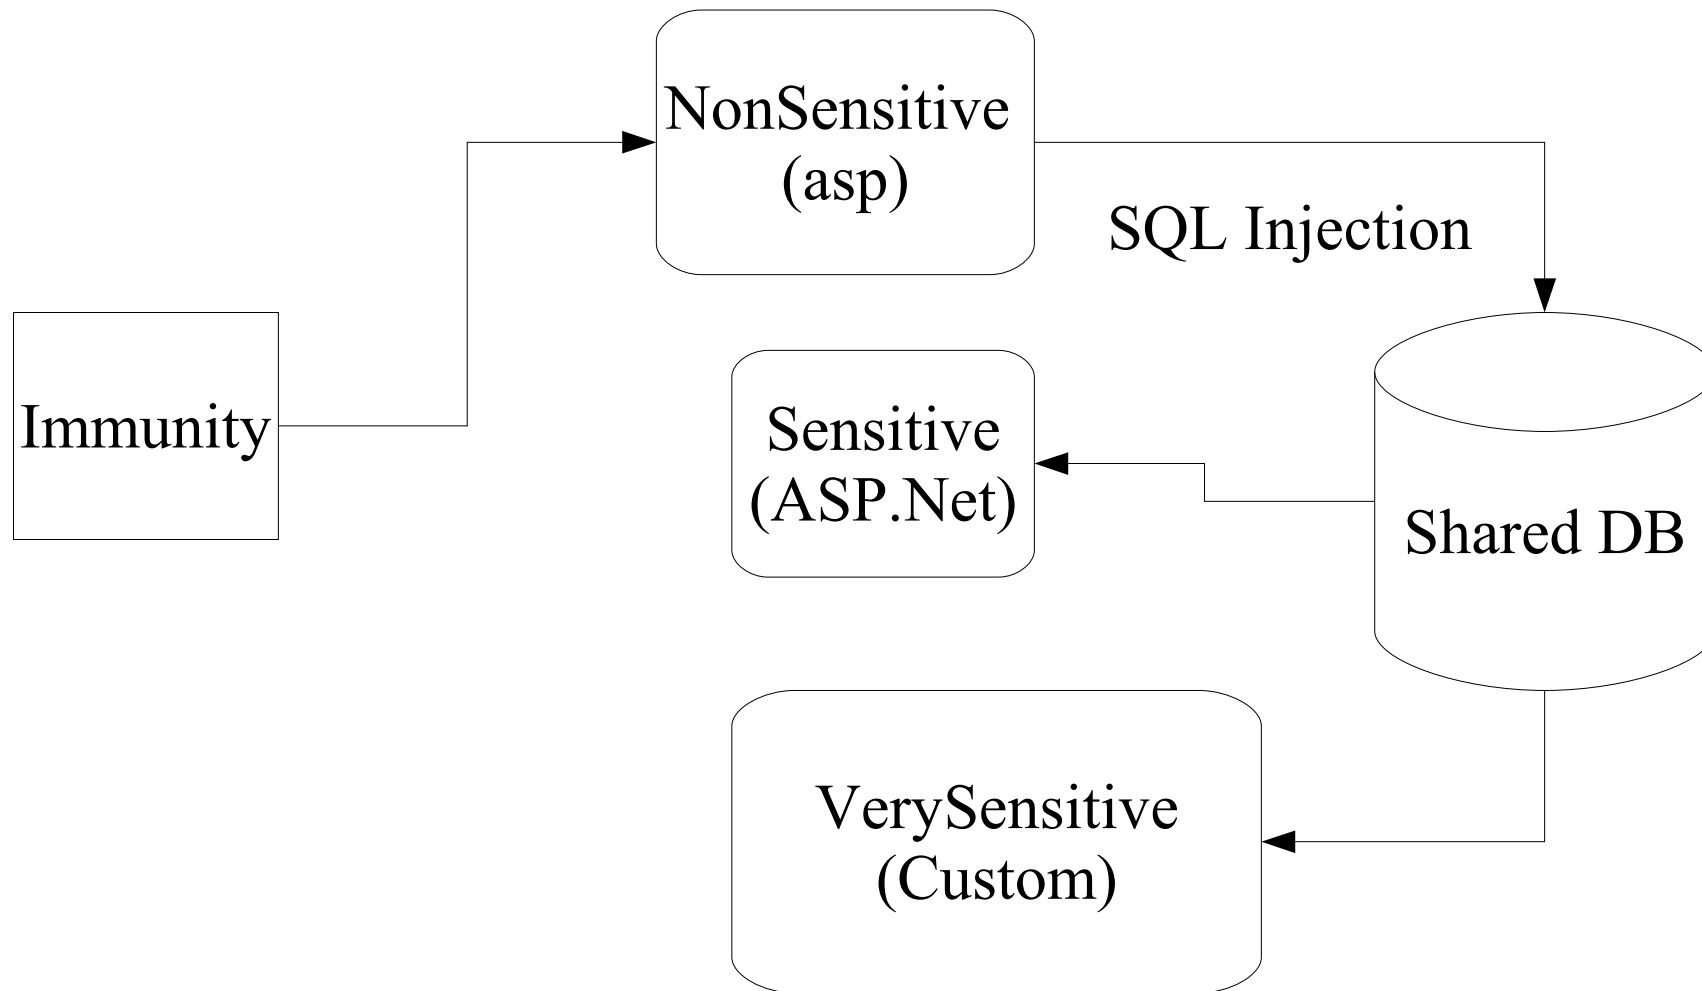 NonSensitive
(asp)
SQL Injection
Immunity
Sensitive
(ASP.Net)
Shared DB
VerySensitive
(Custom)